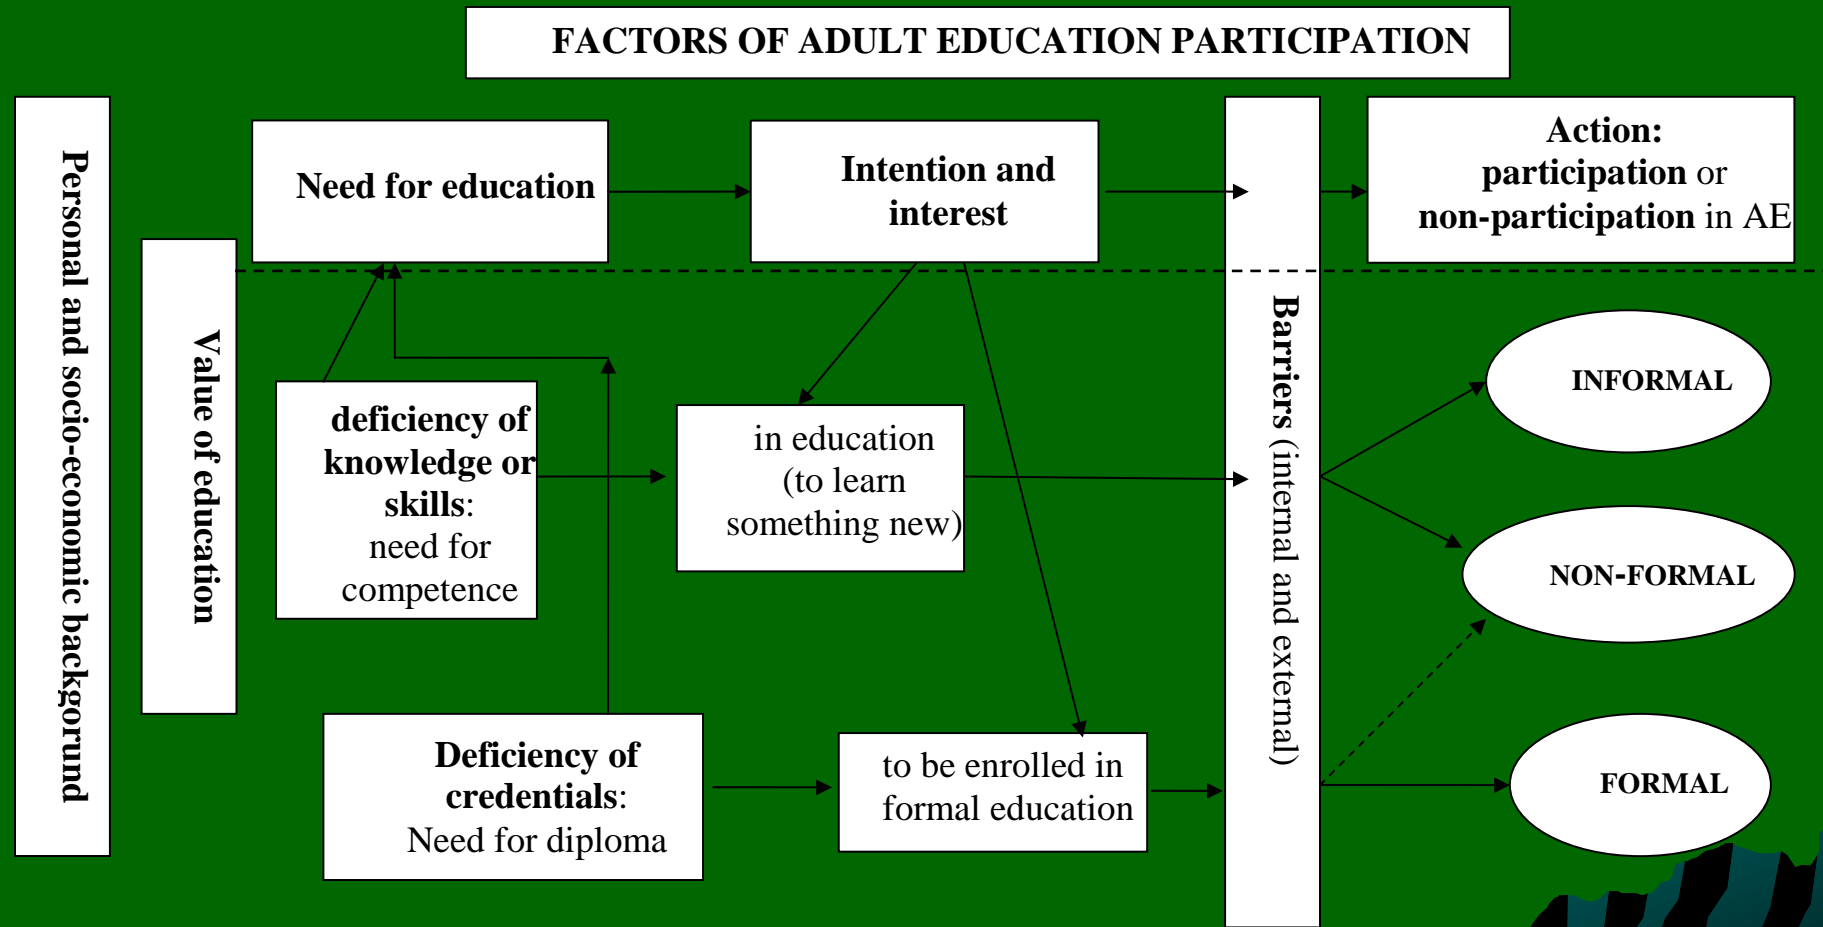 FACTORS OF ADULT EDUCATION PARTICIPATION
Personal and socio-economic backgorund
Value of education
Need for education
Intention and
interest
Action:
participation or
non-participation in AE
Barriers (internal and external)
deficiency of
knowledge or
skills:
need for
competence
in education
(to learn
something new)
INFORMAL
NON-FORMAL
Deficiency of
credentials:
Need for diploma
to be enrolled in
formal education
FORMAL